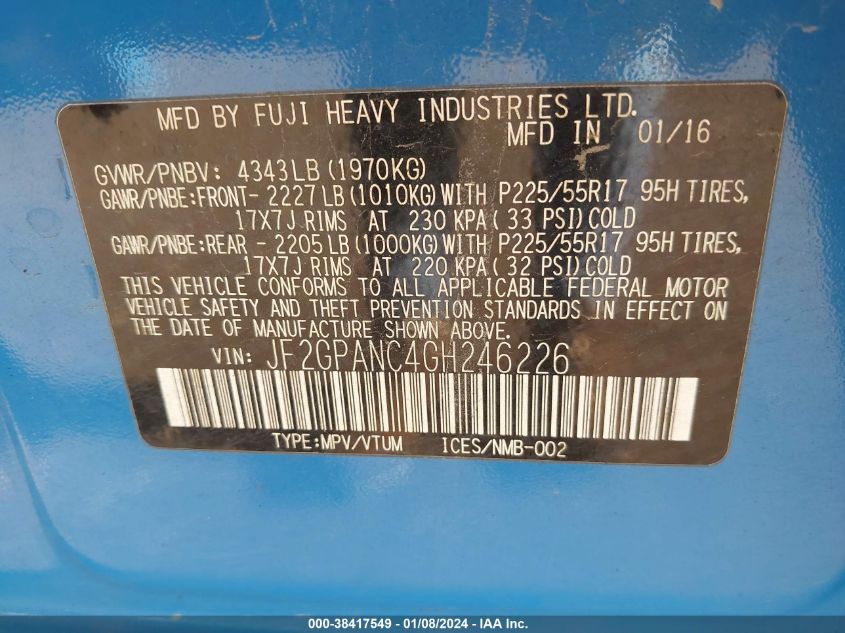 MFD BY FUJI HEAVY INDUSTRIES LTD.
MFD IN 01/16
GVWR/PNBV: 4343LB (1970KG)
GAWR/PNBE:FRONT- 2227LB (1010KG) WITH P225/55R17 95H TIRES,
17X7J RIMS AT 230 KPA( 33 PSI) COLD
GAWR/PNBE:REAR - 2205LB (1000KG) WITH P225/55R17 95H TIRES,
17X7J RIMS AT 220 KPA( 32 PSI) COLD
THIS VEHICLE CONFORMS TO ALL APPLICABLE FEDERAL MOTOR
VEHICLE SAFETY AND THEFT PREVENTION STANDARDS IN EFFECT ON
THE DATE OF MANUFACTURE SHOWN ABOVE.
VIN: JF2GPANC4GH246226
TYPE:MPV/VTUM ICES/NMB-002
000-38417549 - 01/08/2024 - IAA Inc.